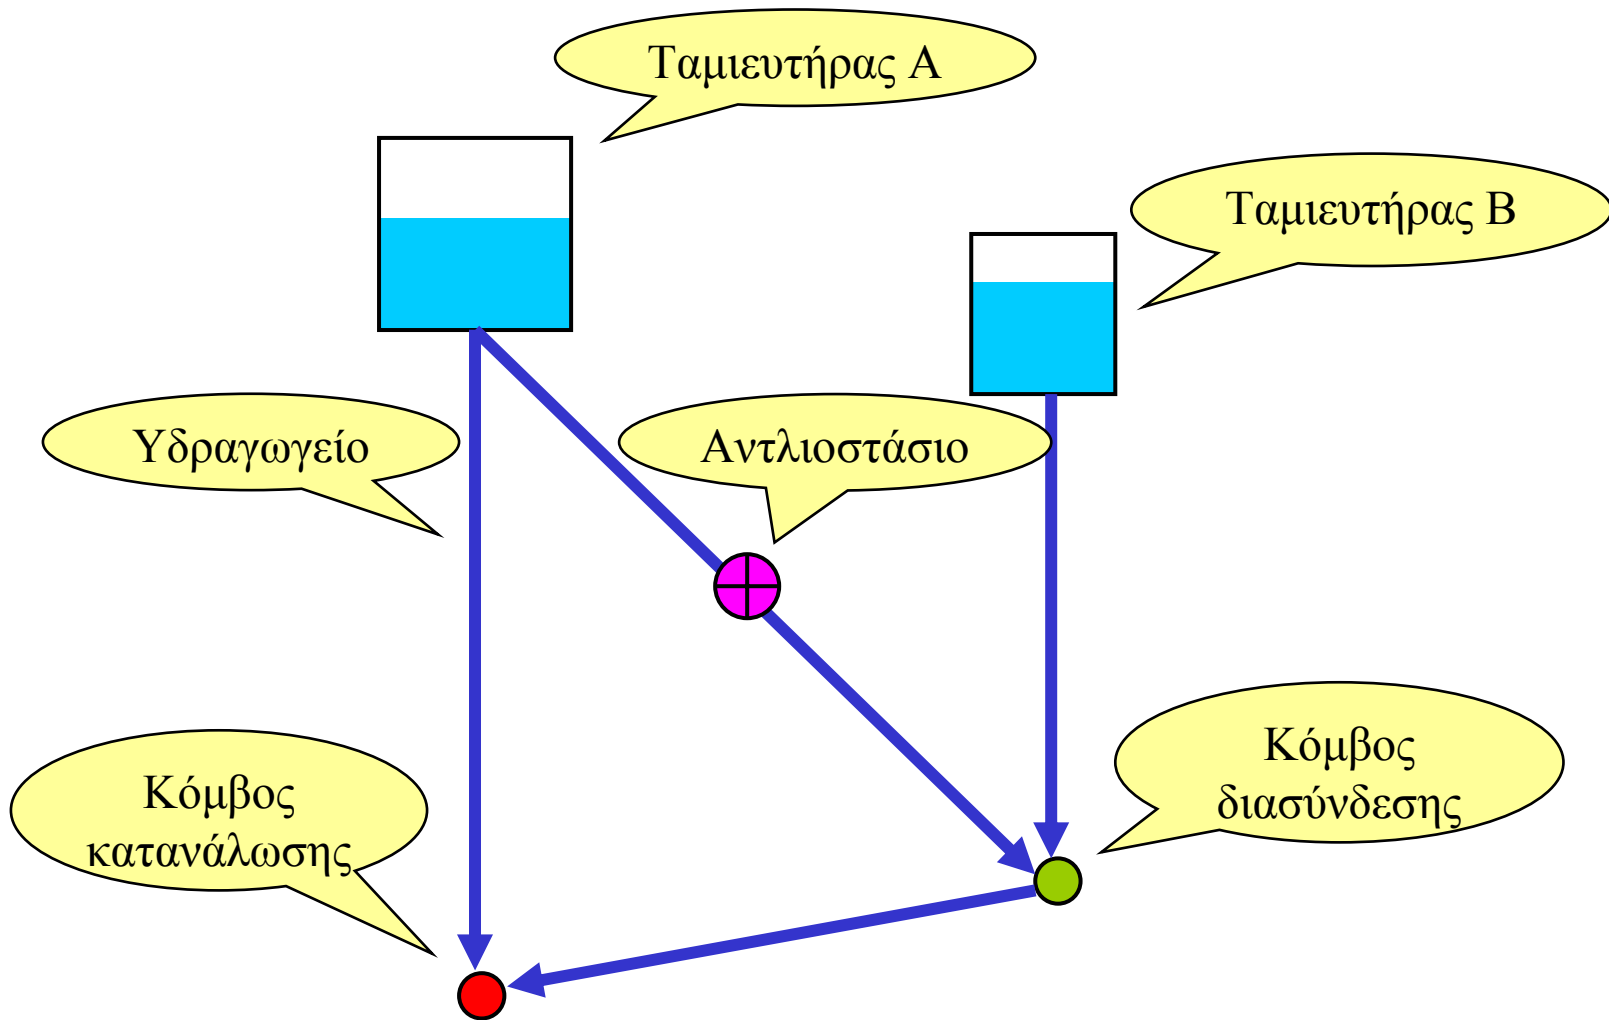 Ταμιευτήρας Α
Ταμιευτήρας Β
Υδραγωγείο
Αντλιοστάσιο
Κόμβος
διασύνδεσης
Κόμβος
κατανάλωσης